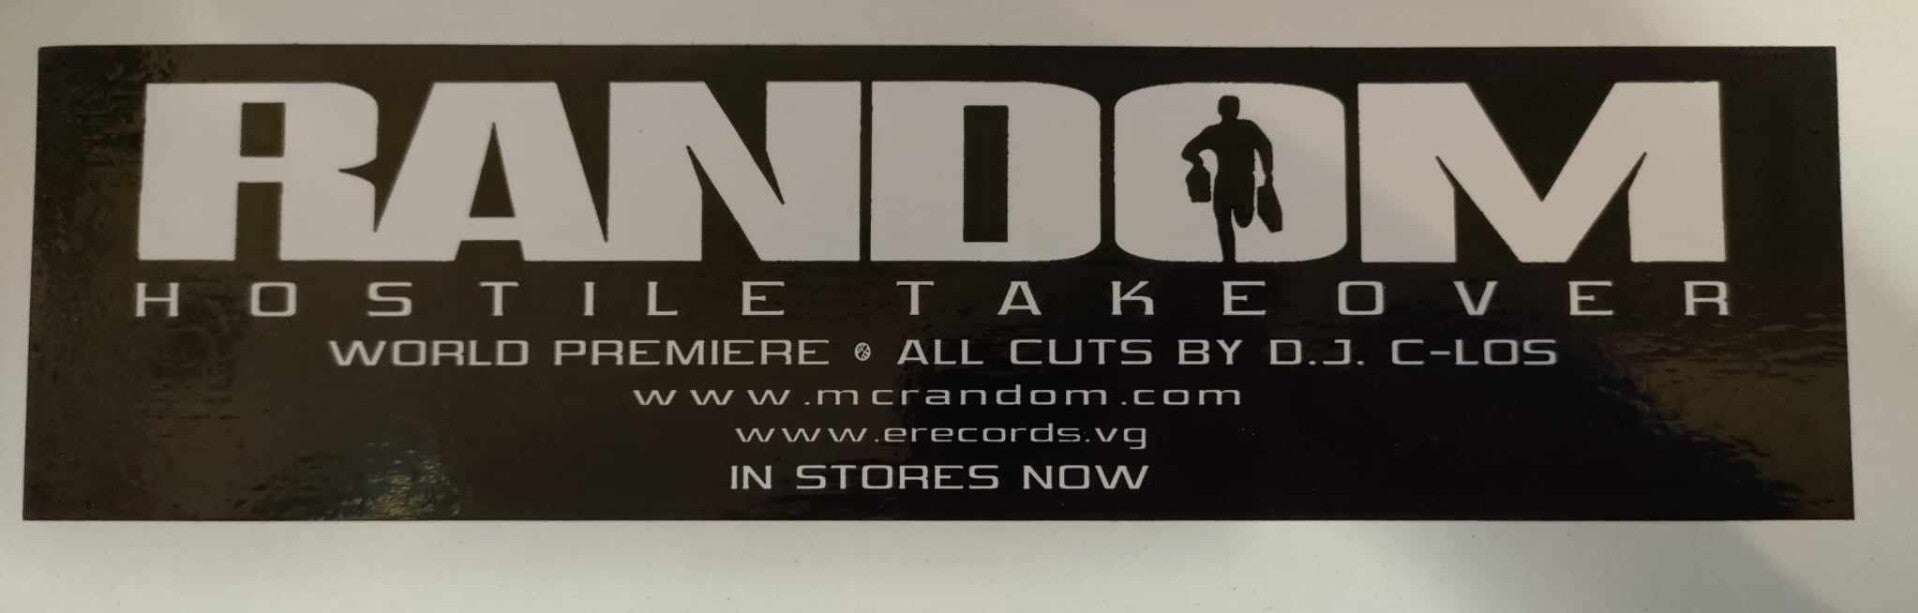 RANDOM
HOSTILE TAKEOVER
WORLD PREMIERE • ALL CUTS BY D.J. C-LOS
www.mcrandom.com
www.erecords.vg
IN STORES NOW